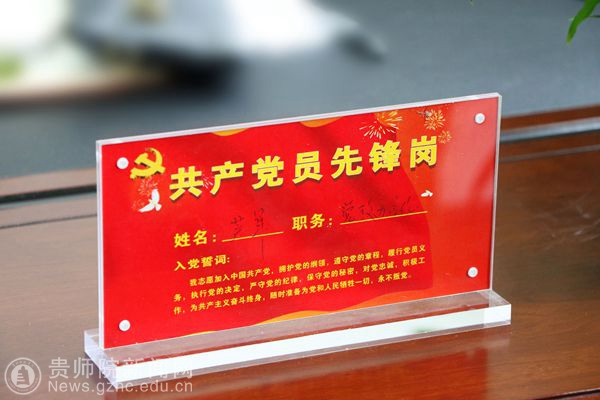 共产党员先锋岗
姓名: 职务:
入党誓词:
我志愿加入中国共产党，拥护党的纲领，遵守党的章程，履行党员义
务，执行党的决定，严守党的纪律，保守党的秘密，对党忠诚，积极工
作，为共产主义奋斗终身，随时准备为党和人民牺牲一切，永不叛党。
贵师院新闻网
News.gznc.edu.cn